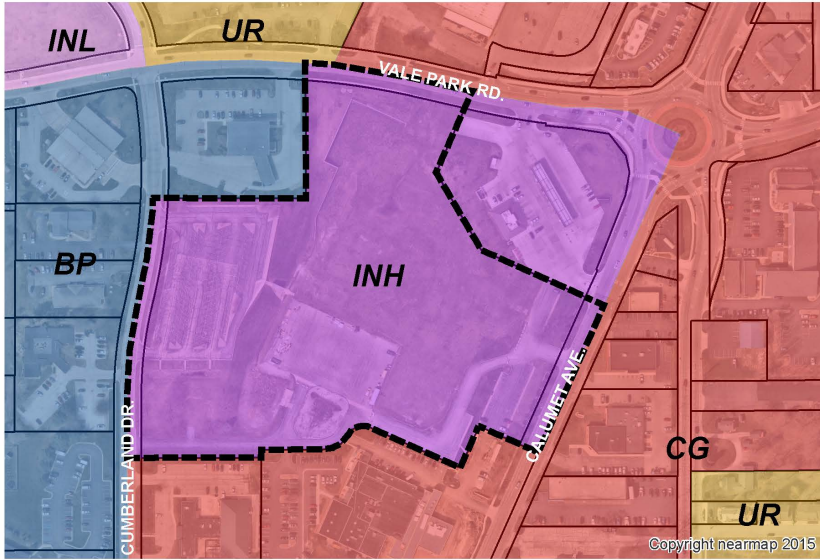 INL
UR
VALE PARK RD.
BP
INH
CUMBERLAND DR.
CALUMET AVE.
CG
UR
Copyright nearmap 2015